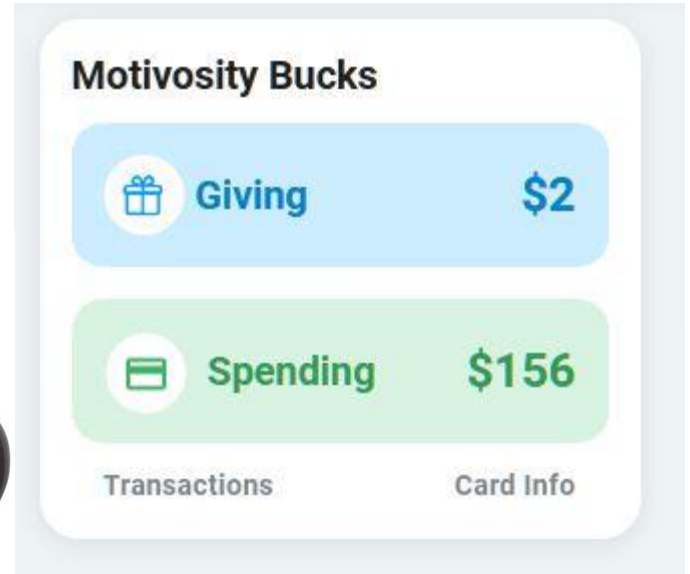 Motivosity Bucks
Giving $2
Spending $156
Transactions Card Info